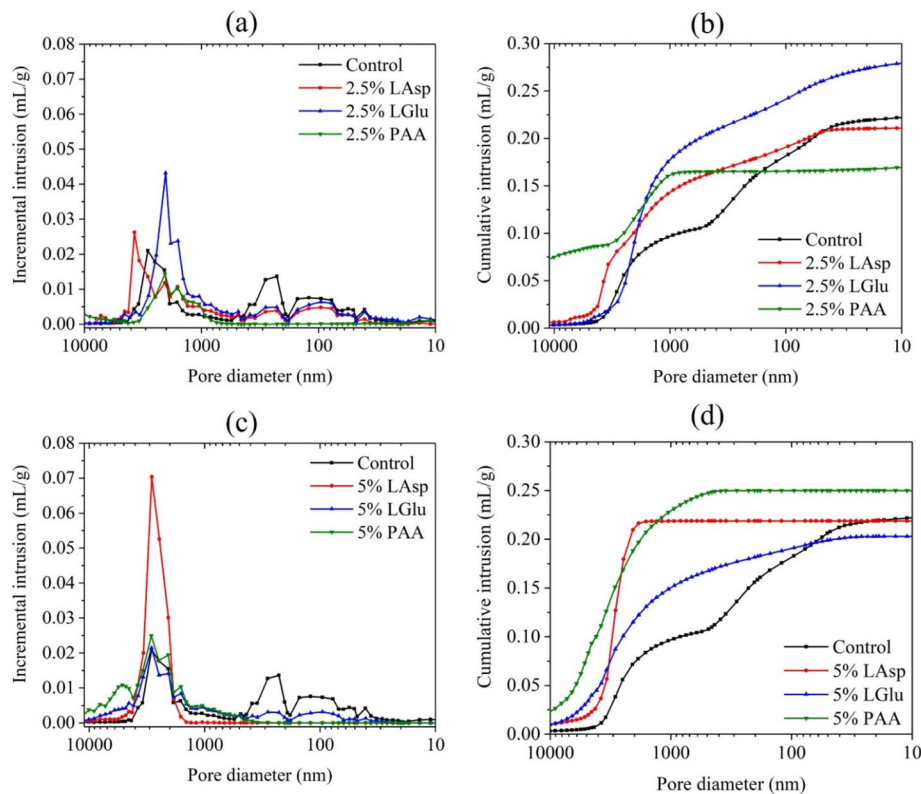 (a)
0.08
0.07
0.06
0.05
0.04
0.03
0.02
0.01
0.00
Incremental intrusion (mL/g)
Control
2.5% LAsp
2.5% LGlu
2.5% PAA
10000
1000
100
10
Pore diameter (nm)
(b)
0.30
0.25
0.20
0.15
0.10
0.05
0.00
Cumulative intrusion (mL/g)
Control
2.5% LAsp
2.5% LGlu
2.5% PAA
10000
1000
100
10
Pore diameter (nm)
(c)
0.08
0.07
0.06
0.05
0.04
0.03
0.02
0.01
0.00
Incremental intrusion (mL/g)
Control
5% LAsp
5% LGlu
5% PAA
10000
1000
100
10
Pore diameter (nm)
(d)
0.30
0.25
0.20
0.15
0.10
0.05
0.00
Cumulative intrusion (mL/g)
Control
5% LAsp
5% LGlu
5% PAA
10000
1000
100
10
Pore diameter (nm)